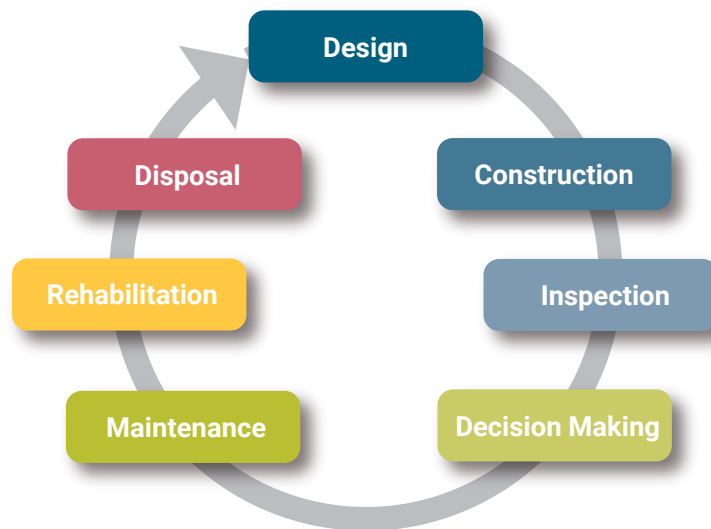 Design
Construction
Inspection
Decision Making
Maintenance
Rehabilitation
Disposal